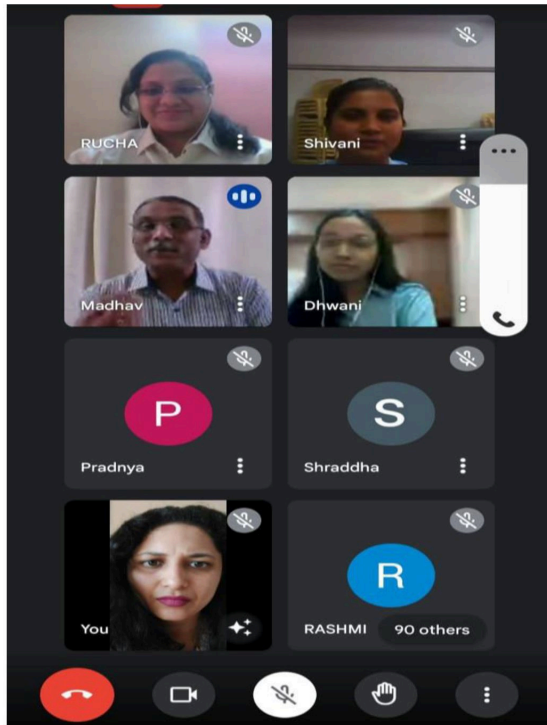 RUCHA
Shivani
Madhav
Dhwani
P
S
Pradnya
Shraddha
R
You
RASHMI 90 others